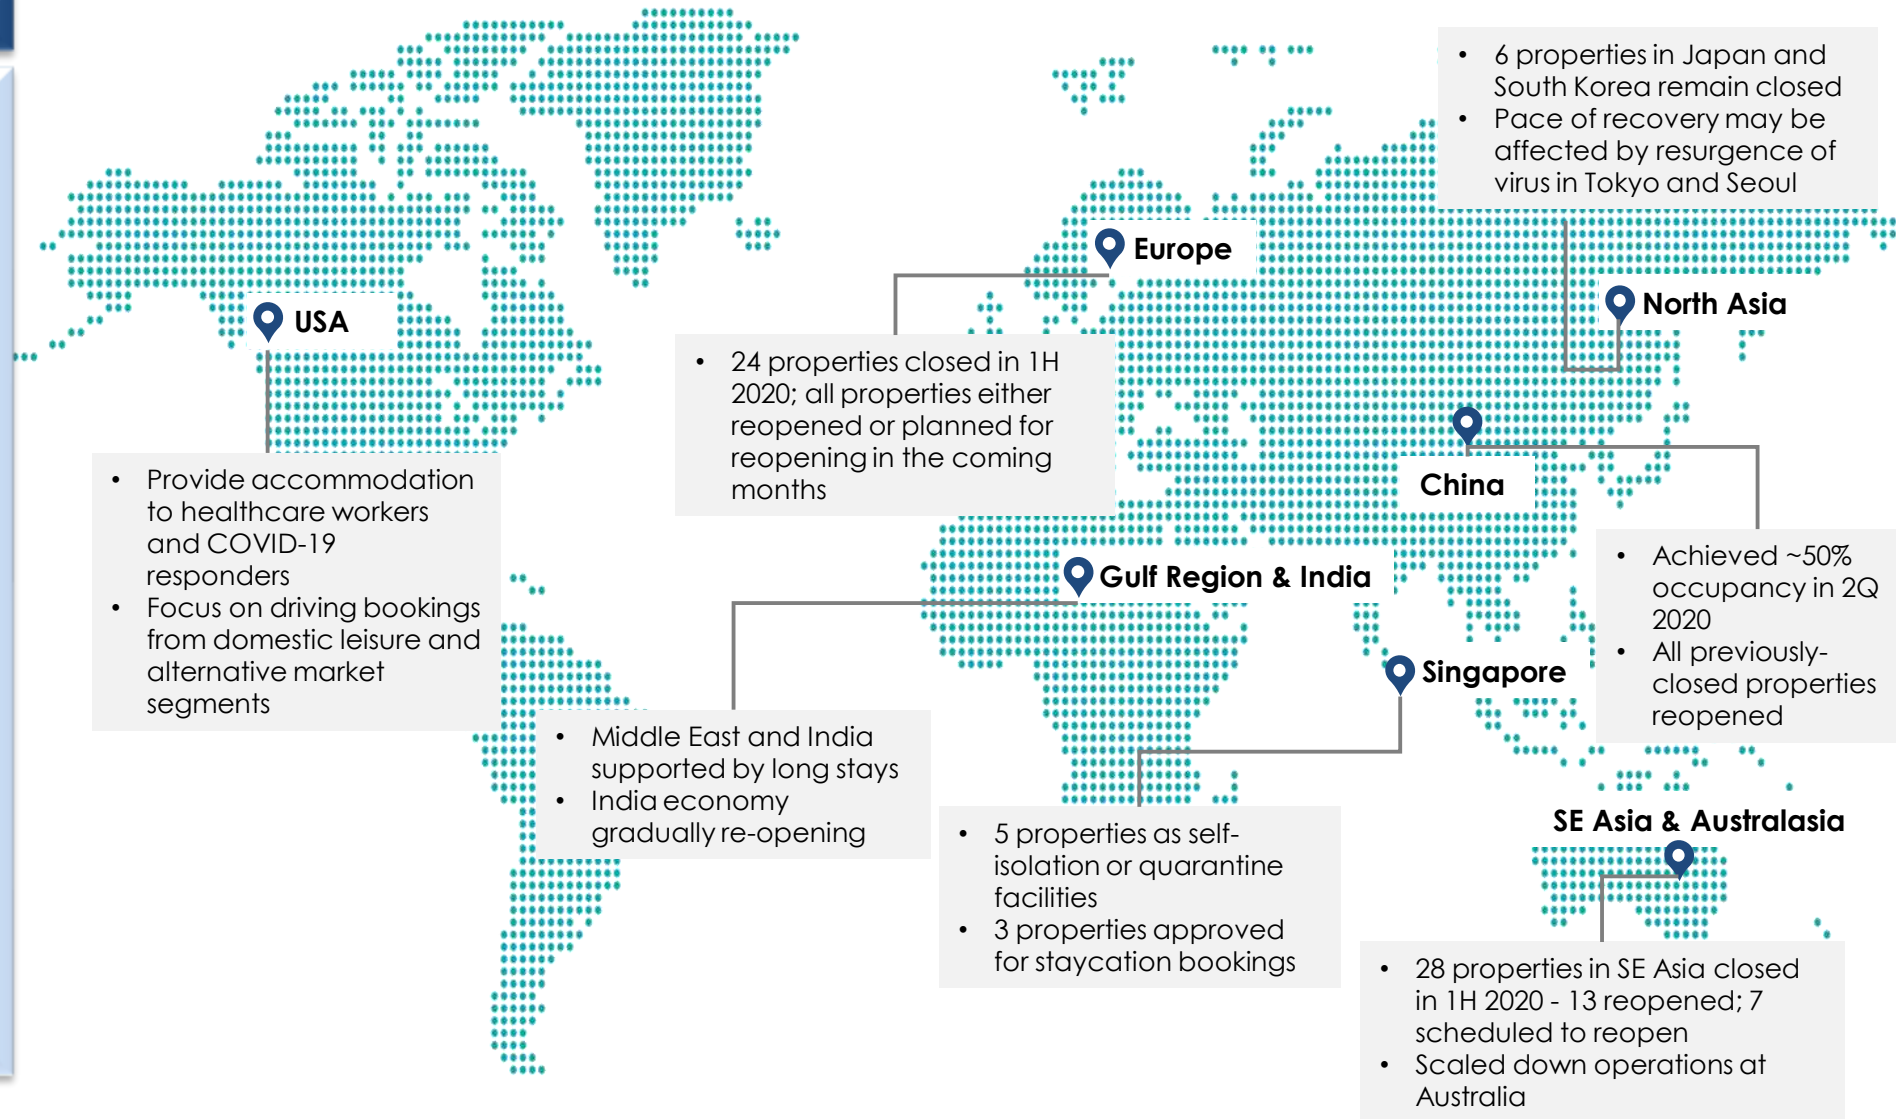 • 6 properties in Japan and
South Korea remain closed
• Pace of recovery may be
affected by resurgence of
virus in Tokyo and Seoul
Europe
North Asia
USA
• 24 properties closed in 1H
2020; all properties either
reopened or planned for
reopening in the coming
months
• Provide accommodation
to healthcare workers
and COVID-19
responders
• Focus on driving bookings
from domestic leisure and
alternative market
segments
China
• Achieved ~50%
occupancy in 2Q
2020
• All previously-
closed properties
reopened
Gulf Region & India
• Middle East and India
supported by long stays
• India economy
gradually re-opening
Singapore
• 5 properties as self-
isolation or quarantine
facilities
• 3 properties approved
for staycation bookings
SE Asia & Australasia
• 28 properties in SE Asia closed
in 1H 2020 - 13 reopened; 7
scheduled to reopen
• Scaled down operations at
Australia